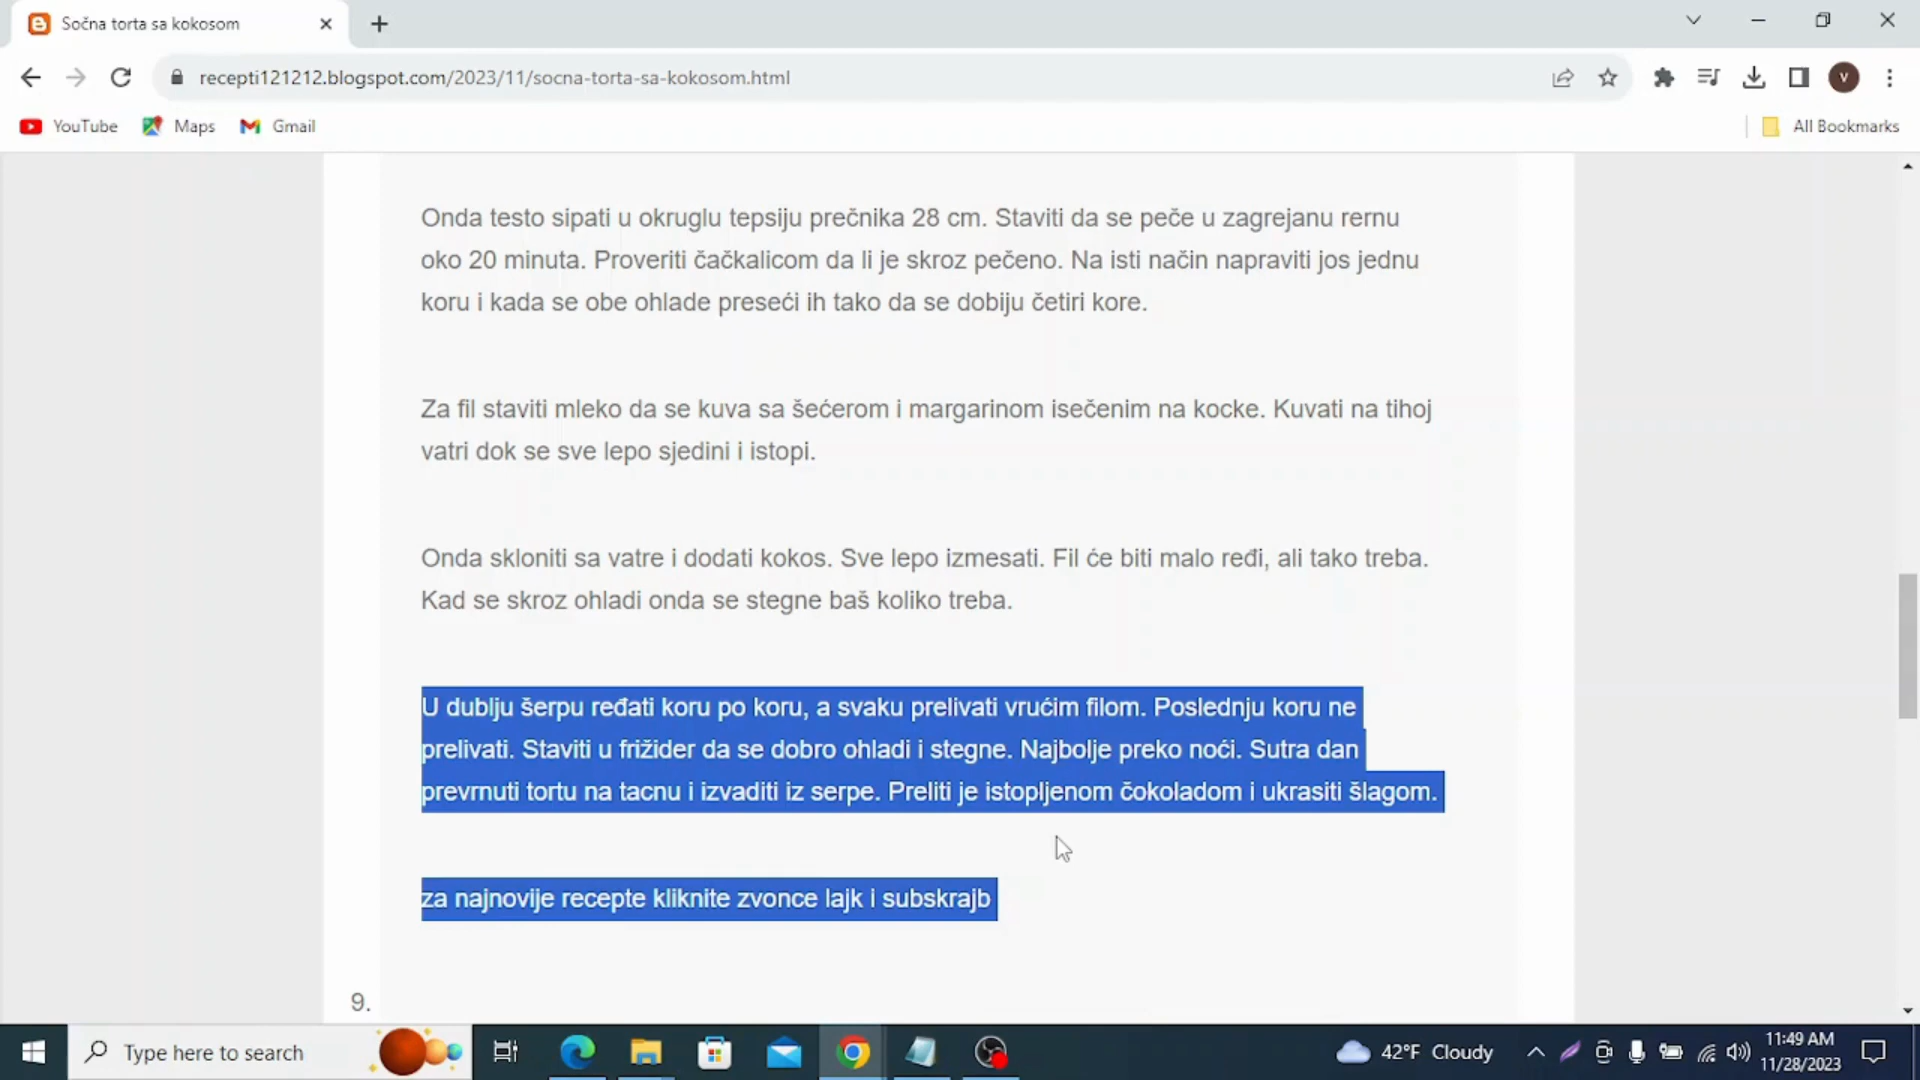 Sočna torta sa kokosom
recepti121212.blogspot.com/2023/11/socna-torta-sa-kokosom.html
V
YouTube
Maps
Gmail
All Bookmarks
Onda testo sipati u okruglu tepsiju prečnika 28 cm. Staviti da se peče u zagrejanu rernu
oko 20 minuta. Proveriti čačkalicom da li je skroz pečeno. Na isti način napraviti jos jednu
koru i kada se obe ohlade preseći ih tako da se dobiju četiri kore.
Za fil staviti mleko da se kuva sa šećerom i margarinom isečenim na kocke. Kuvati na tihoj
vatri dok se sve lepo sjedini i istopi.
Onda skloniti sa vatre i dodati kokos. Sve lepo izmesati. Fil će biti malo ređi, ali tako treba.
Kad se skroz ohladi onda se stegne baš koliko treba.
U dublju šerpu ređati koru po koru, a svaku prelivati vrućim filom. Poslednju koru ne
prelivati. Staviti u frižider da se dobro ohladi i stegne. Najbolje preko noći. Sutra dan
prevrnuti tortu na tacnu i izvaditi iz serpe. Preliti je istopljenom čokoladom i ukrasiti šlagom.
za najnovije recepte kliknite zvonce lajk i subskrajb
9.
Type here to search
42°F Cloudy
11:49 AM
11/28/2023